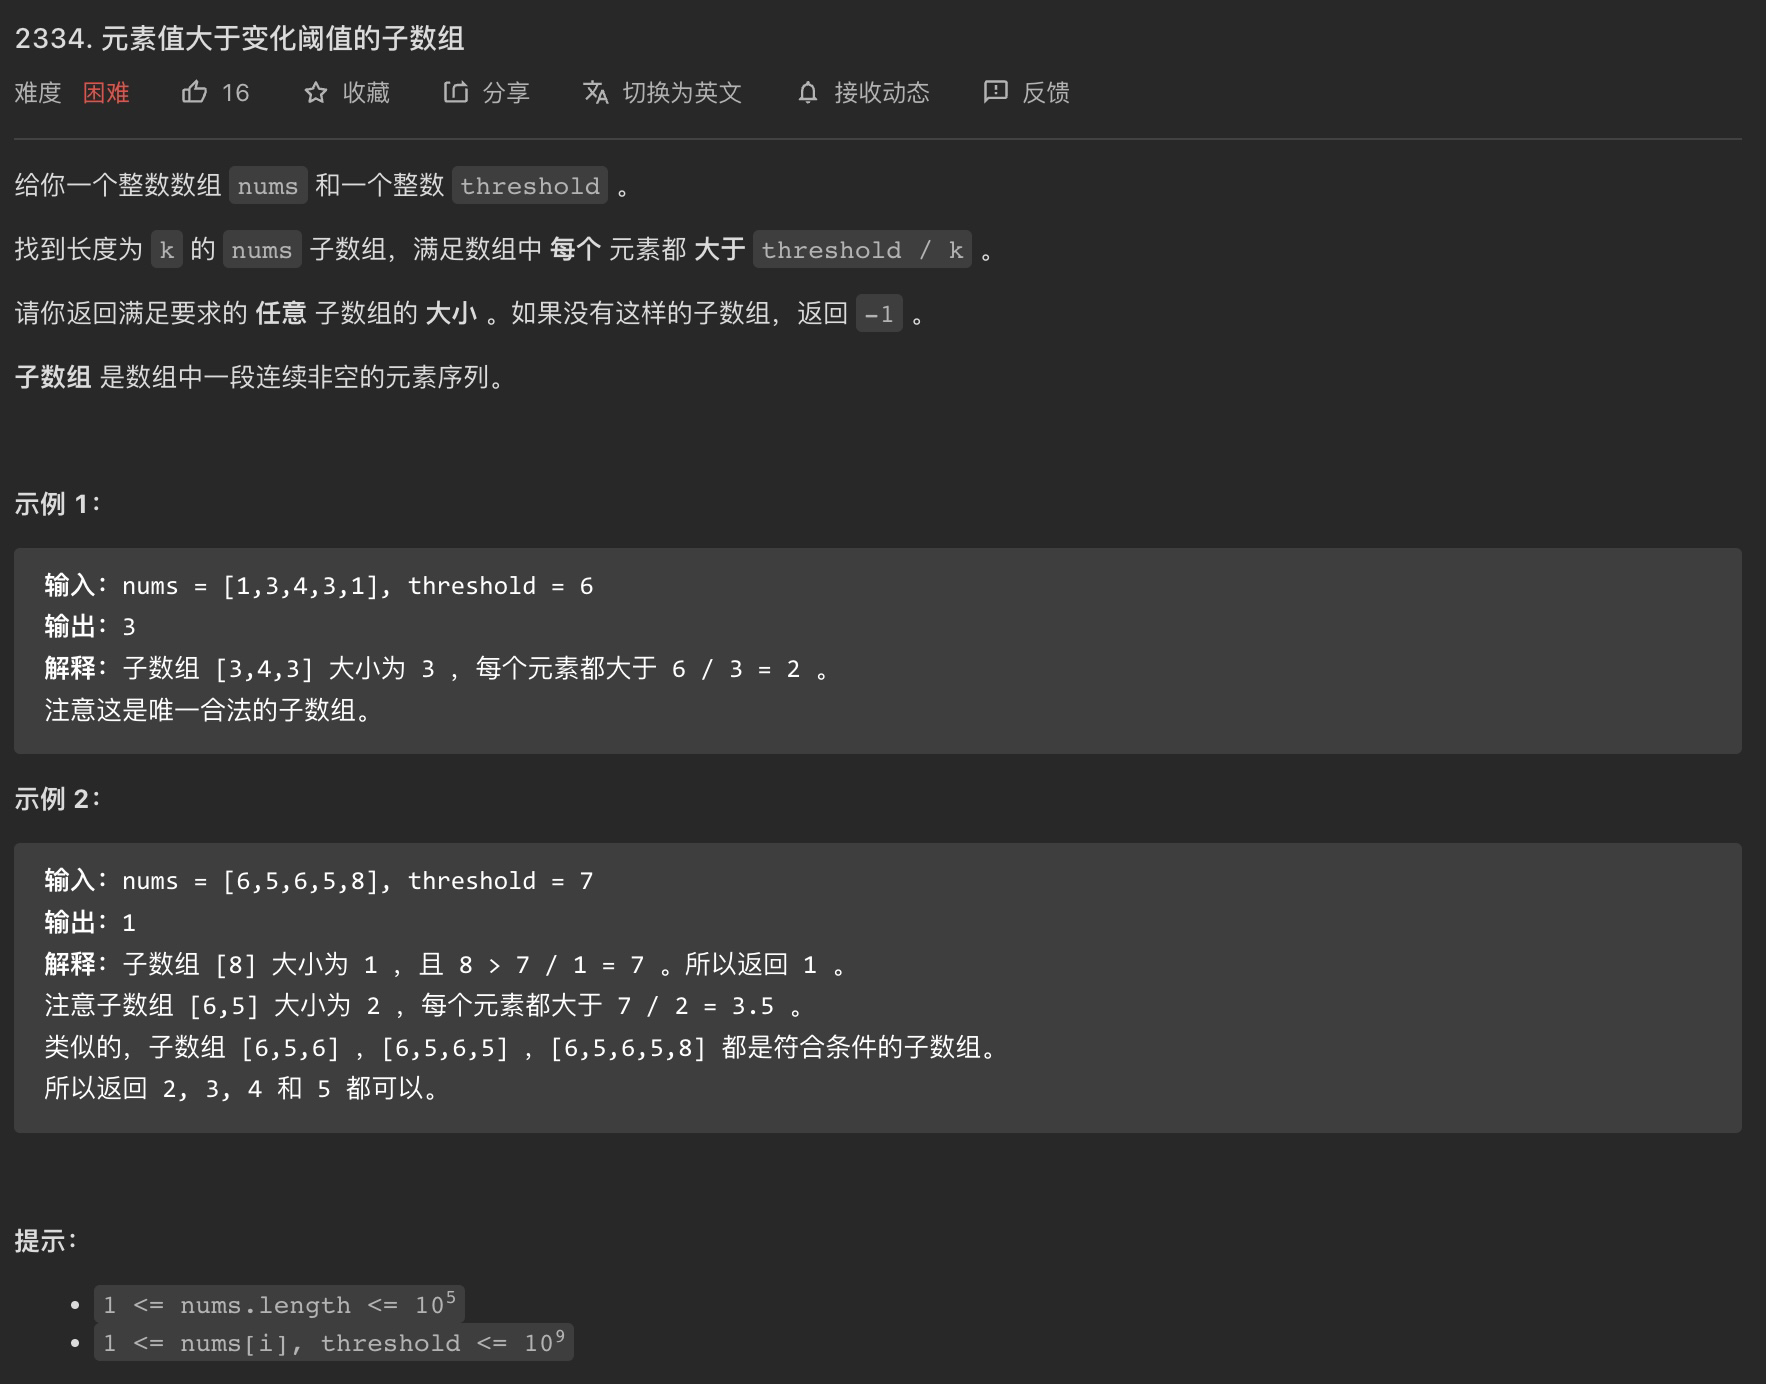 2334. 元素值大于变化阈值的子数组
难度 困难 16 收藏 分享 切换为英文 接收动态 反馈
给你一个整数数组 nums 和一个整数 threshold 。
找到长度为 k 的 nums 子数组，满足数组中 每个 元素都 大于 threshold / k 。
请你返回满足要求的 任意 子数组的 大小 。如果没有这样的子数组，返回 -1 。
子数组 是数组中一段连续非空的元素序列。
示例 1：
输入：nums = [1,3,4,3,1], threshold = 6
输出：3
解释：子数组 [3,4,3] 大小为 3 ，每个元素都大于 6 / 3 = 2 。
注意这是唯一合法的子数组。
示例 2：
输入：nums = [6,5,6,5,8], threshold = 7
输出：1
解释：子数组 [8] 大小为 1 ，且 8 > 7 / 1 = 7 。所以返回 1 。
注意子数组 [6,5] 大小为 2 ，每个元素都大于 7 / 2 = 3.5 。
类似的，子数组 [6,5,6] ，[6,5,6,5] ，[6,5,6,5,8] 都是符合条件的子数组。
所以返回 2, 3, 4 和 5 都可以。
提示：
• 1 <= nums.length <= 10⁵
• 1 <= nums[i], threshold <= 10⁹